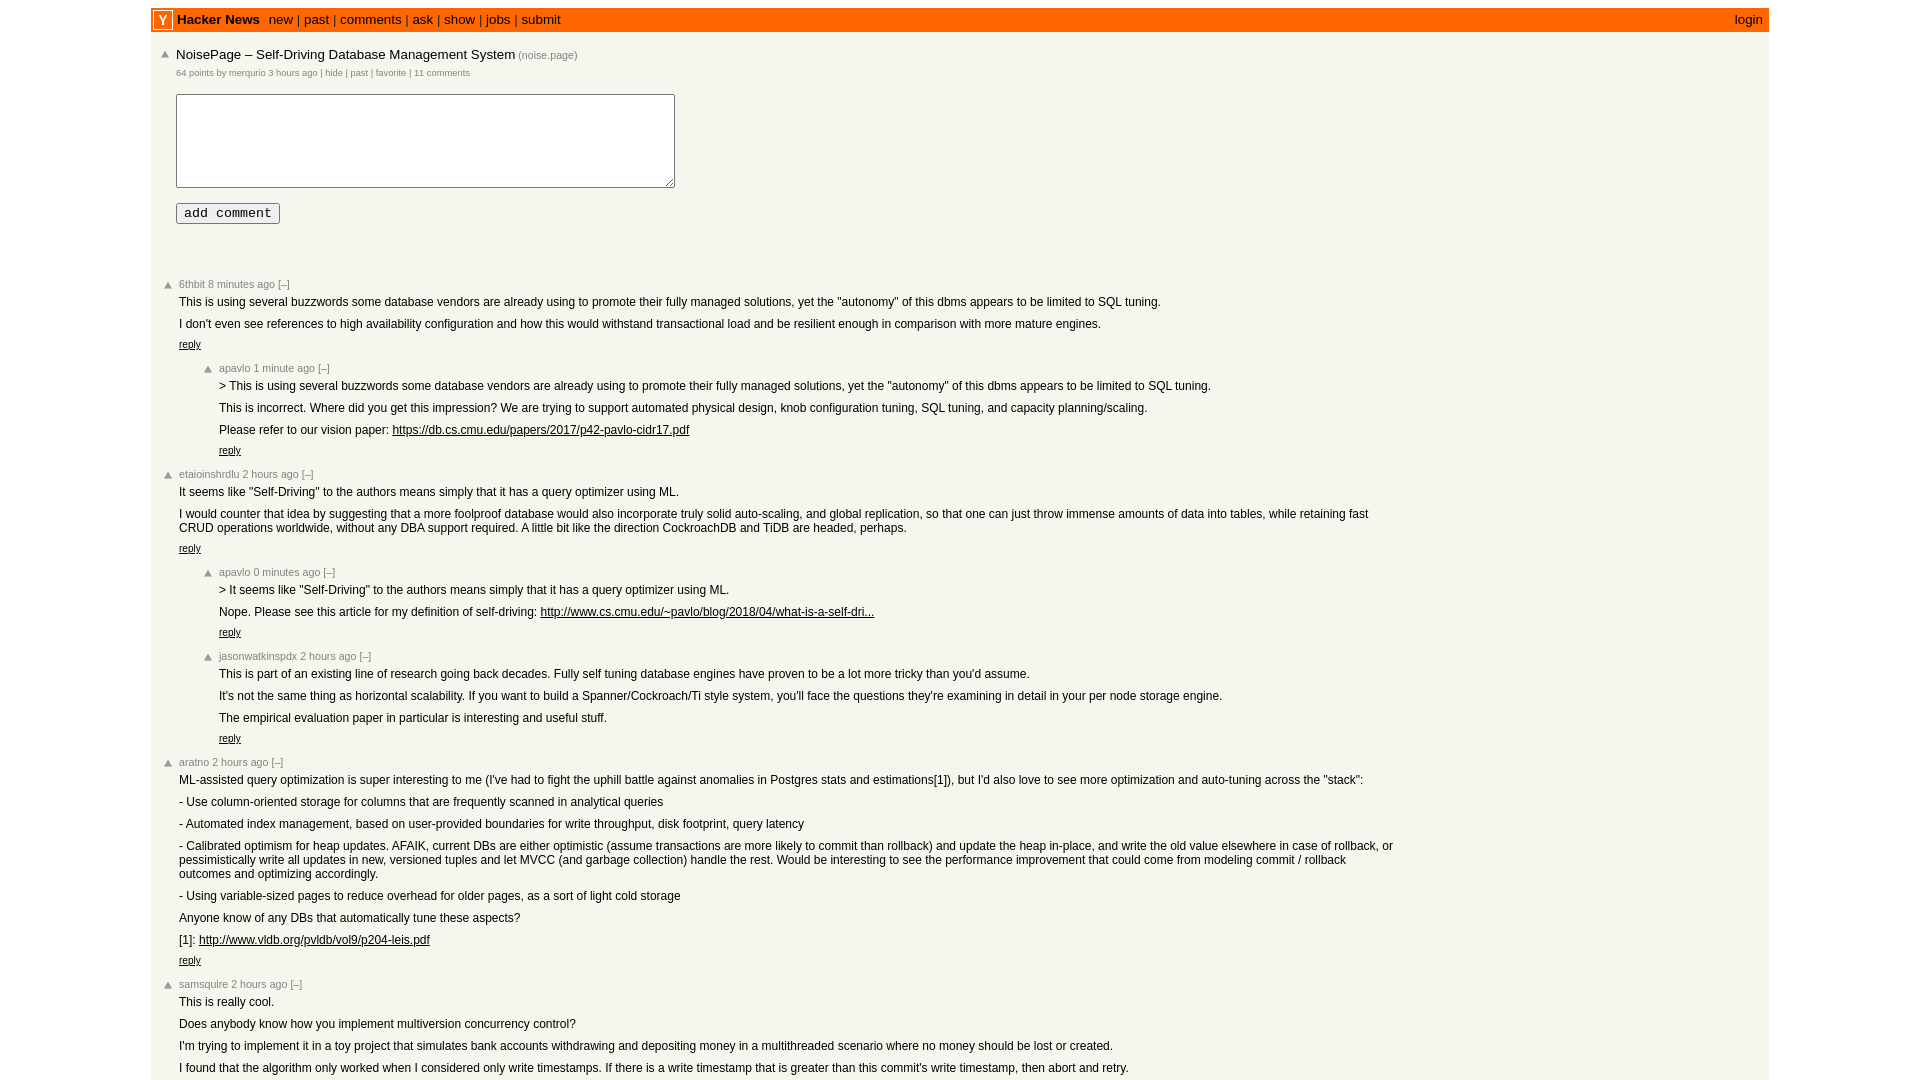 Y Hacker News new | past | comments | ask | show | jobs | submit login
NoisePage – Self-Driving Database Management System (noise.page)
64 points by merqurio 3 hours ago | hide | past | favorite | 11 comments
add comment
6thbit 8 minutes ago [–]
This is using several buzzwords some database vendors are already using to promote their fully managed solutions, yet the "autonomy" of this dbms appears to be limited to SQL tuning.
I don't even see references to high availability configuration and how this would withstand transactional load and be resilient enough in comparison with more mature engines.
reply
apavlo 1 minute ago [–]
> This is using several buzzwords some database vendors are already using to promote their fully managed solutions, yet the "autonomy" of this dbms appears to be limited to SQL tuning.
This is incorrect. Where did you get this impression? We are trying to support automated physical design, knob configuration tuning, SQL tuning, and capacity planning/scaling.
Please refer to our vision paper: https://db.cs.cmu.edu/papers/2017/p42-pavlo-cidr17.pdf
reply
etaioinshrdlu 2 hours ago [–]
It seems like "Self-Driving" to the authors means simply that it has a query optimizer using ML.
I would counter that idea by suggesting that a more foolproof database would also incorporate truly solid auto-scaling, and global replication, so that one can just throw immense amounts of data into tables, while retaining fast
CRUD operations worldwide, without any DBA support required. A little bit like the direction CockroachDB and TiDB are headed, perhaps.
reply
apavlo 0 minutes ago [–]
> It seems like "Self-Driving" to the authors means simply that it has a query optimizer using ML.
Nope. Please see this article for my definition of self-driving: http://www.cs.cmu.edu/~pavlo/blog/2018/04/what-is-a-self-dri...
reply
jasonwatkinspdx 2 hours ago [–]
This is part of an existing line of research going back decades. Fully self tuning database engines have proven to be a lot more tricky than you'd assume.
It's not the same thing as horizontal scalability. If you want to build a Spanner/Cockroach/Ti style system, you'll face the questions they're examining in detail in your per node storage engine.
The empirical evaluation paper in particular is interesting and useful stuff.
reply
aratno 2 hours ago [–]
ML-assisted query optimization is super interesting to me (I've had to fight the uphill battle against anomalies in Postgres stats and estimations[1]), but I'd also love to see more optimization and auto-tuning across the "stack":
- Use column-oriented storage for columns that are frequently scanned in analytical queries
- Automated index management, based on user-provided boundaries for write throughput, disk footprint, query latency
- Calibrated optimism for heap updates. AFAIK, current DBs are either optimistic (assume transactions are more likely to commit than rollback) and update the heap in-place, and write the old value elsewhere in case of rollback, or
pessimistically write all updates in new, versioned tuples and let MVCC (and garbage collection) handle the rest. Would be interesting to see the performance improvement that could come from modeling commit / rollback
outcomes and optimizing accordingly.
- Using variable-sized pages to reduce overhead for older pages, as a sort of light cold storage
Anyone know of any DBs that automatically tune these aspects?
[1]: http://www.vldb.org/pvldb/vol9/p204-leis.pdf
reply
samsquire 2 hours ago [–]
This is really cool.
Does anybody know how you implement multiversion concurrency control?
I'm trying to implement it in a toy project that simulates bank accounts withdrawing and depositing money in a multithreaded scenario where no money should be lost or created.
I found that the algorithm only worked when I considered only write timestamps. If there is a write timestamp that is greater than this commit's write timestamp, then abort and retry.